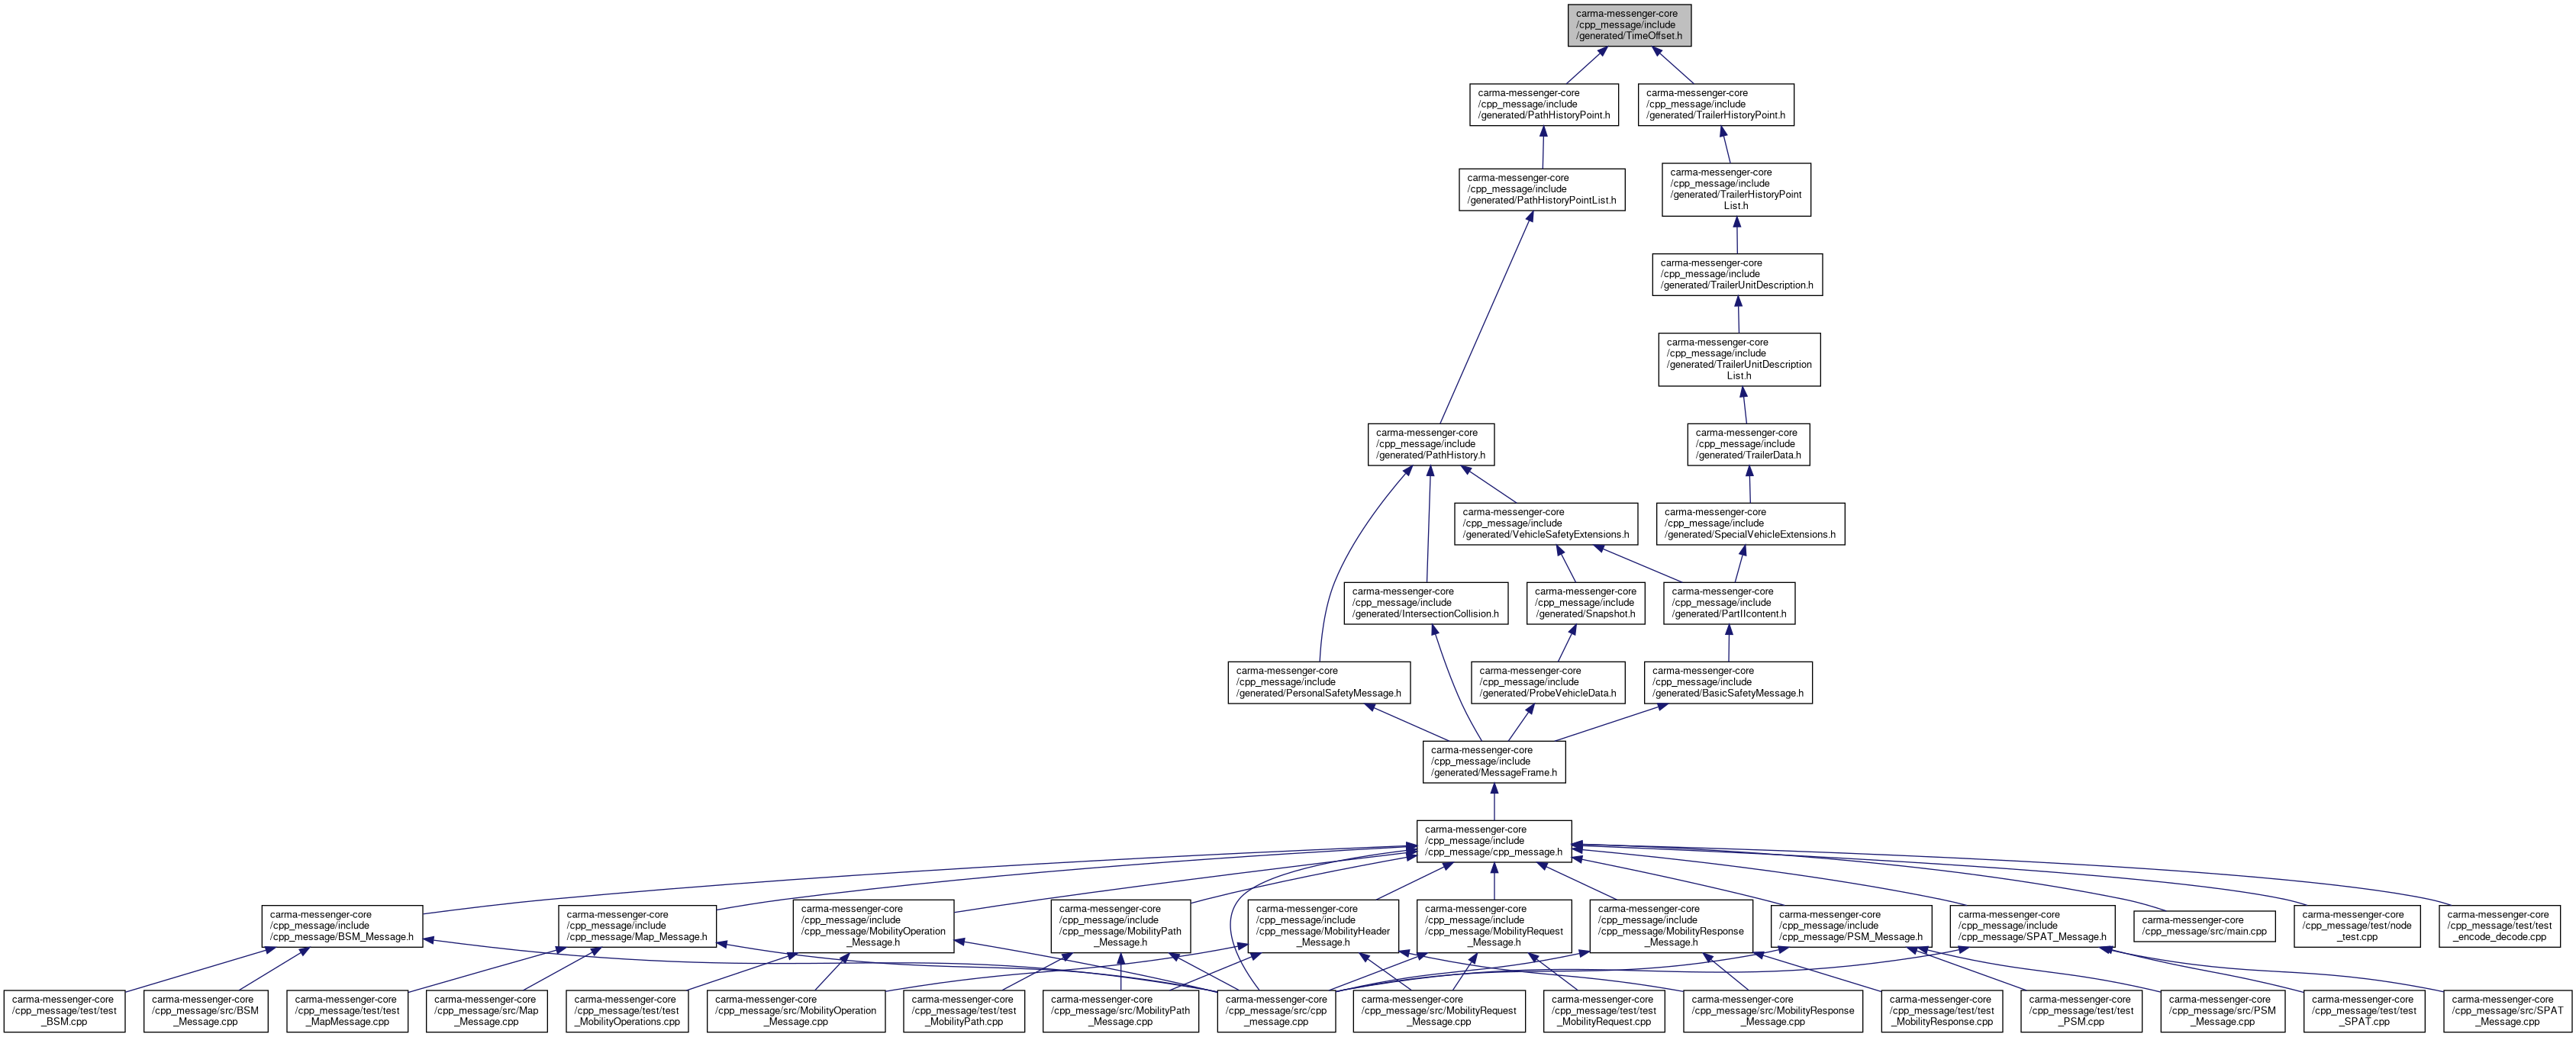 carma-messenger-core
/cpp_message/include
/generated/TimeOffset.h
carma-messenger-core
/cpp_message/include
/generated/PathHistoryPoint.h
carma-messenger-core
/cpp_message/include
/generated/TrailerHistoryPoint.h
carma-messenger-core
/cpp_message/include
/generated/PathHistoryPointList.h
carma-messenger-core
/cpp_message/include
/generated/TrailerHistoryPoint
List.h
carma-messenger-core
/cpp_message/include
/generated/TrailerUnitDescription.h
carma-messenger-core
/cpp_message/include
/generated/TrailerUnitDescription
List.h
carma-messenger-core
/cpp_message/include
/generated/PathHistory.h
carma-messenger-core
/cpp_message/include
/generated/TrailerData.h
carma-messenger-core
/cpp_message/include
/generated/VehicleSafetyExtensions.h
carma-messenger-core
/cpp_message/include
/generated/SpecialVehicleExtensions.h
carma-messenger-core
/cpp_message/include
/generated/IntersectionCollision.h
carma-messenger-core
/cpp_message/include
/generated/Snapshot.h
carma-messenger-core
/cpp_message/include
/generated/PartIIcontent.h
carma-messenger-core
/cpp_message/include
/generated/PersonalSafetyMessage.h
carma-messenger-core
/cpp_message/include
/generated/ProbeVehicleData.h
carma-messenger-core
/cpp_message/include
/generated/BasicSafetyMessage.h
carma-messenger-core
/cpp_message/include
/generated/MessageFrame.h
carma-messenger-core
/cpp_message/include
/cpp_message/cpp_message.h
carma-messenger-core
/cpp_message/include
/cpp_message/BSM_Message.h
carma-messenger-core
/cpp_message/include
/cpp_message/Map_Message.h
carma-messenger-core
/cpp_message/include
/cpp_message/MobilityOperation
_Message.h
carma-messenger-core
/cpp_message/include
/cpp_message/MobilityPath
_Message.h
carma-messenger-core
/cpp_message/include
/cpp_message/MobilityHeader
_Message.h
carma-messenger-core
/cpp_message/include
/cpp_message/MobilityRequest
_Message.h
carma-messenger-core
/cpp_message/include
/cpp_message/MobilityResponse
_Message.h
carma-messenger-core
/cpp_message/include
/cpp_message/PSM_Message.h
carma-messenger-core
/cpp_message/include
/cpp_message/SPAT_Message.h
carma-messenger-core
/cpp_message/src/main.cpp
carma-messenger-core
/cpp_message/test/node
_test.cpp
carma-messenger-core
/cpp_message/test/test
_encode_decode.cpp
carma-messenger-core
/cpp_message/test/test
_BSM.cpp
carma-messenger-core
/cpp_message/src/BSM
_Message.cpp
carma-messenger-core
/cpp_message/test/test
_MapMessage.cpp
carma-messenger-core
/cpp_message/src/Map
_Message.cpp
carma-messenger-core
/cpp_message/test/test
_MobilityOperations.cpp
carma-messenger-core
/cpp_message/src/MobilityOperation
_Message.cpp
carma-messenger-core
/cpp_message/test/test
_MobilityPath.cpp
carma-messenger-core
/cpp_message/src/MobilityPath
_Message.cpp
carma-messenger-core
/cpp_message/src/cpp
_message.cpp
carma-messenger-core
/cpp_message/src/MobilityRequest
_Message.cpp
carma-messenger-core
/cpp_message/test/test
_MobilityRequest.cpp
carma-messenger-core
/cpp_message/src/MobilityResponse
_Message.cpp
carma-messenger-core
/cpp_message/test/test
_MobilityResponse.cpp
carma-messenger-core
/cpp_message/test/test
_PSM.cpp
carma-messenger-core
/cpp_message/src/PSM
_Message.cpp
carma-messenger-core
/cpp_message/test/test
_SPAT.cpp
carma-messenger-core
/cpp_message/src/SPAT
_Message.cpp